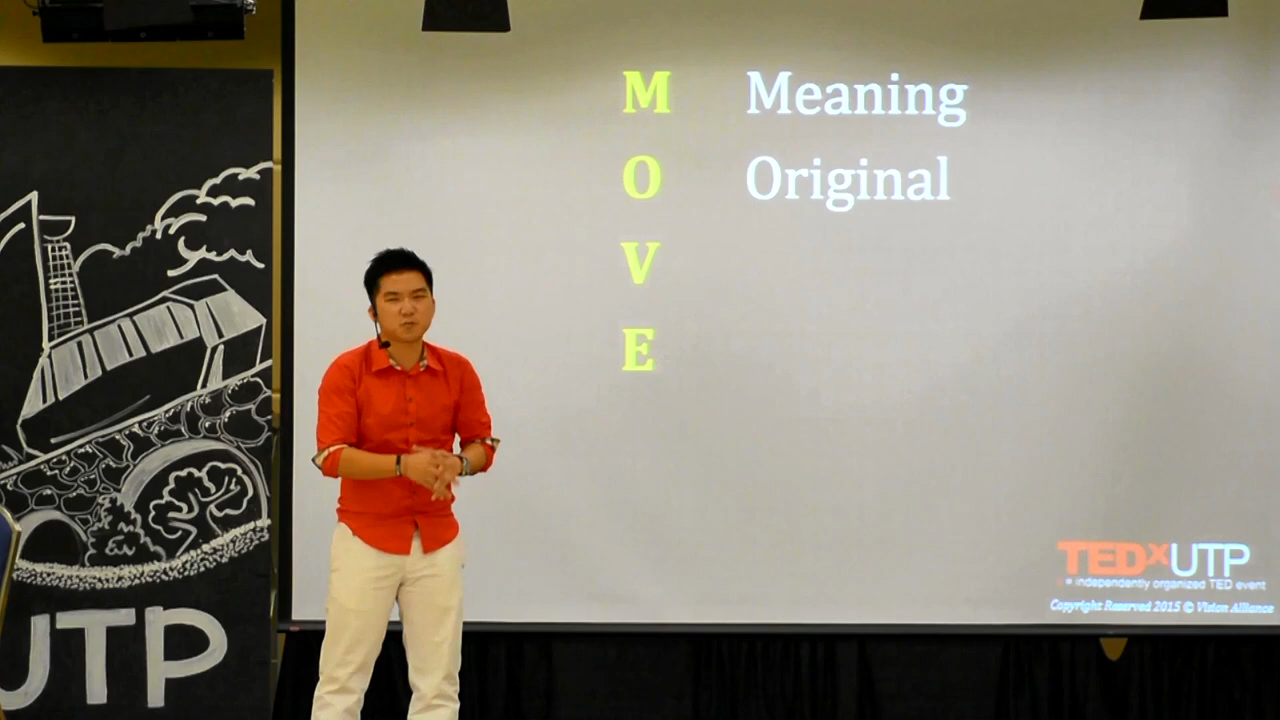 M Meaning
O Original
V
E
TEDxUTP
x = independently organized TED event
Copyright Reserved 2015 © Vision Alliance
UTP